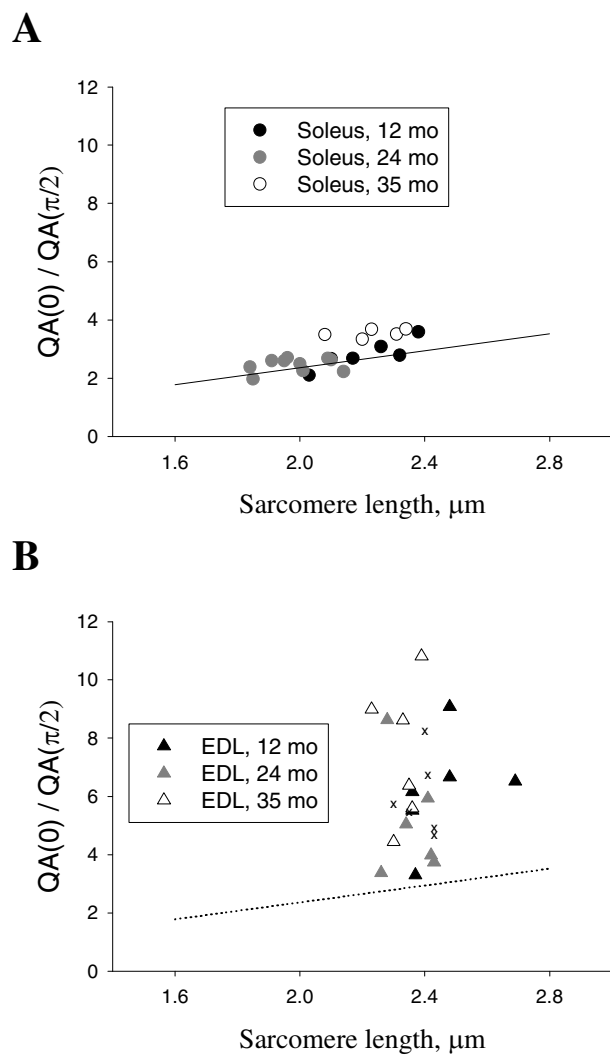 A
12
10
8
6
4
2
0
QA(0) / QA(π/2)
Soleus, 12 mo
Soleus, 24 mo
Soleus, 35 mo
1.6 2.0 2.4 2.8
Sarcomere length, μm
B
12
10
8
6
4
2
0
QA(0) / QA(π/2)
EDL, 12 mo
EDL, 24 mo
EDL, 35 mo
1.6 2.0 2.4 2.8
Sarcomere length, μm